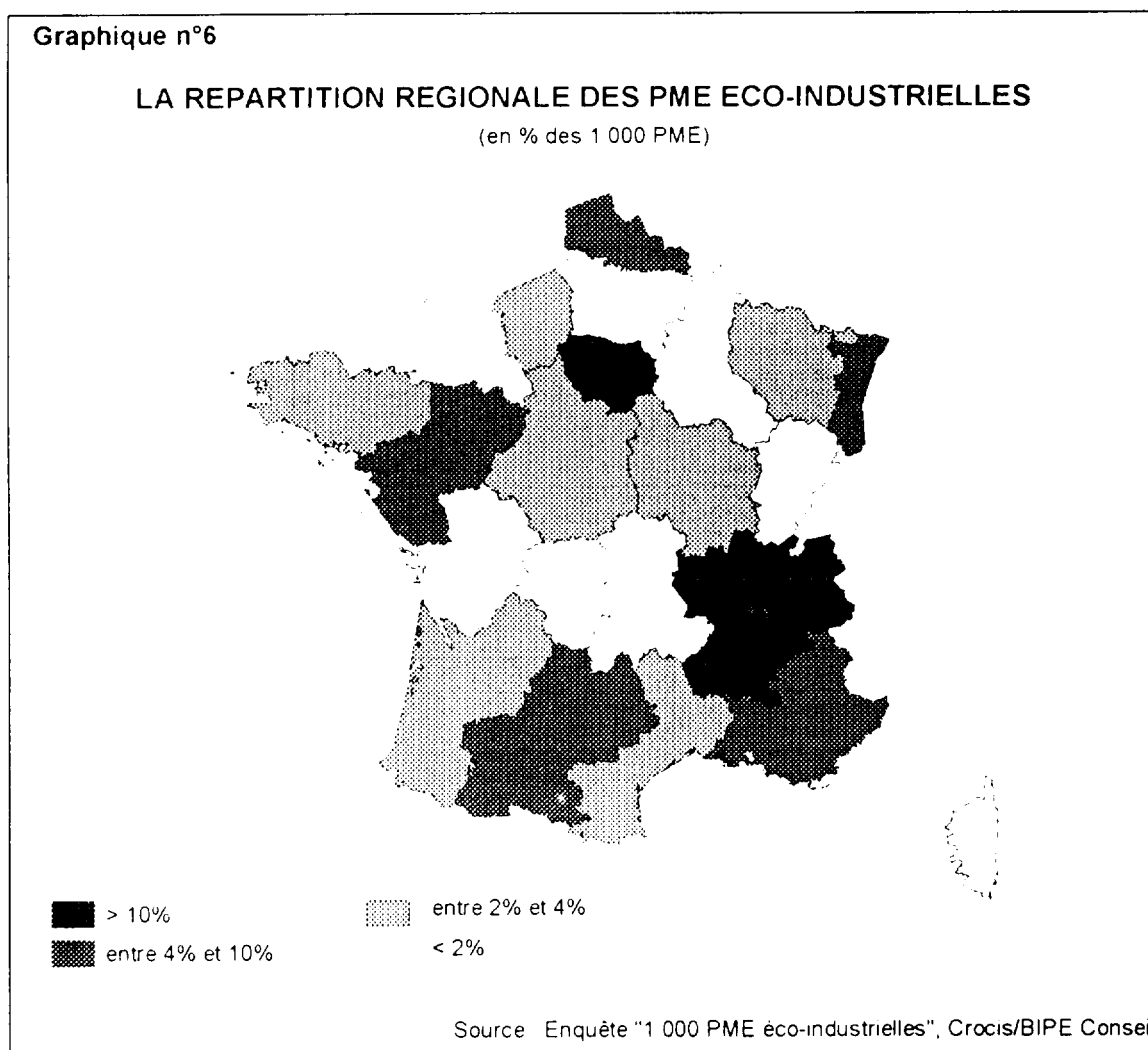 Graphique n°6
LA REPARTITION REGIONALE DES PME ECO-INDUSTRIELLES
(en % des 1 000 PME)
> 10%
entre 4% et 10%
entre 2% et 4%
< 2%
Source Enquête "1 000 PME éco-industrielles", Crocis/BIPE Consei